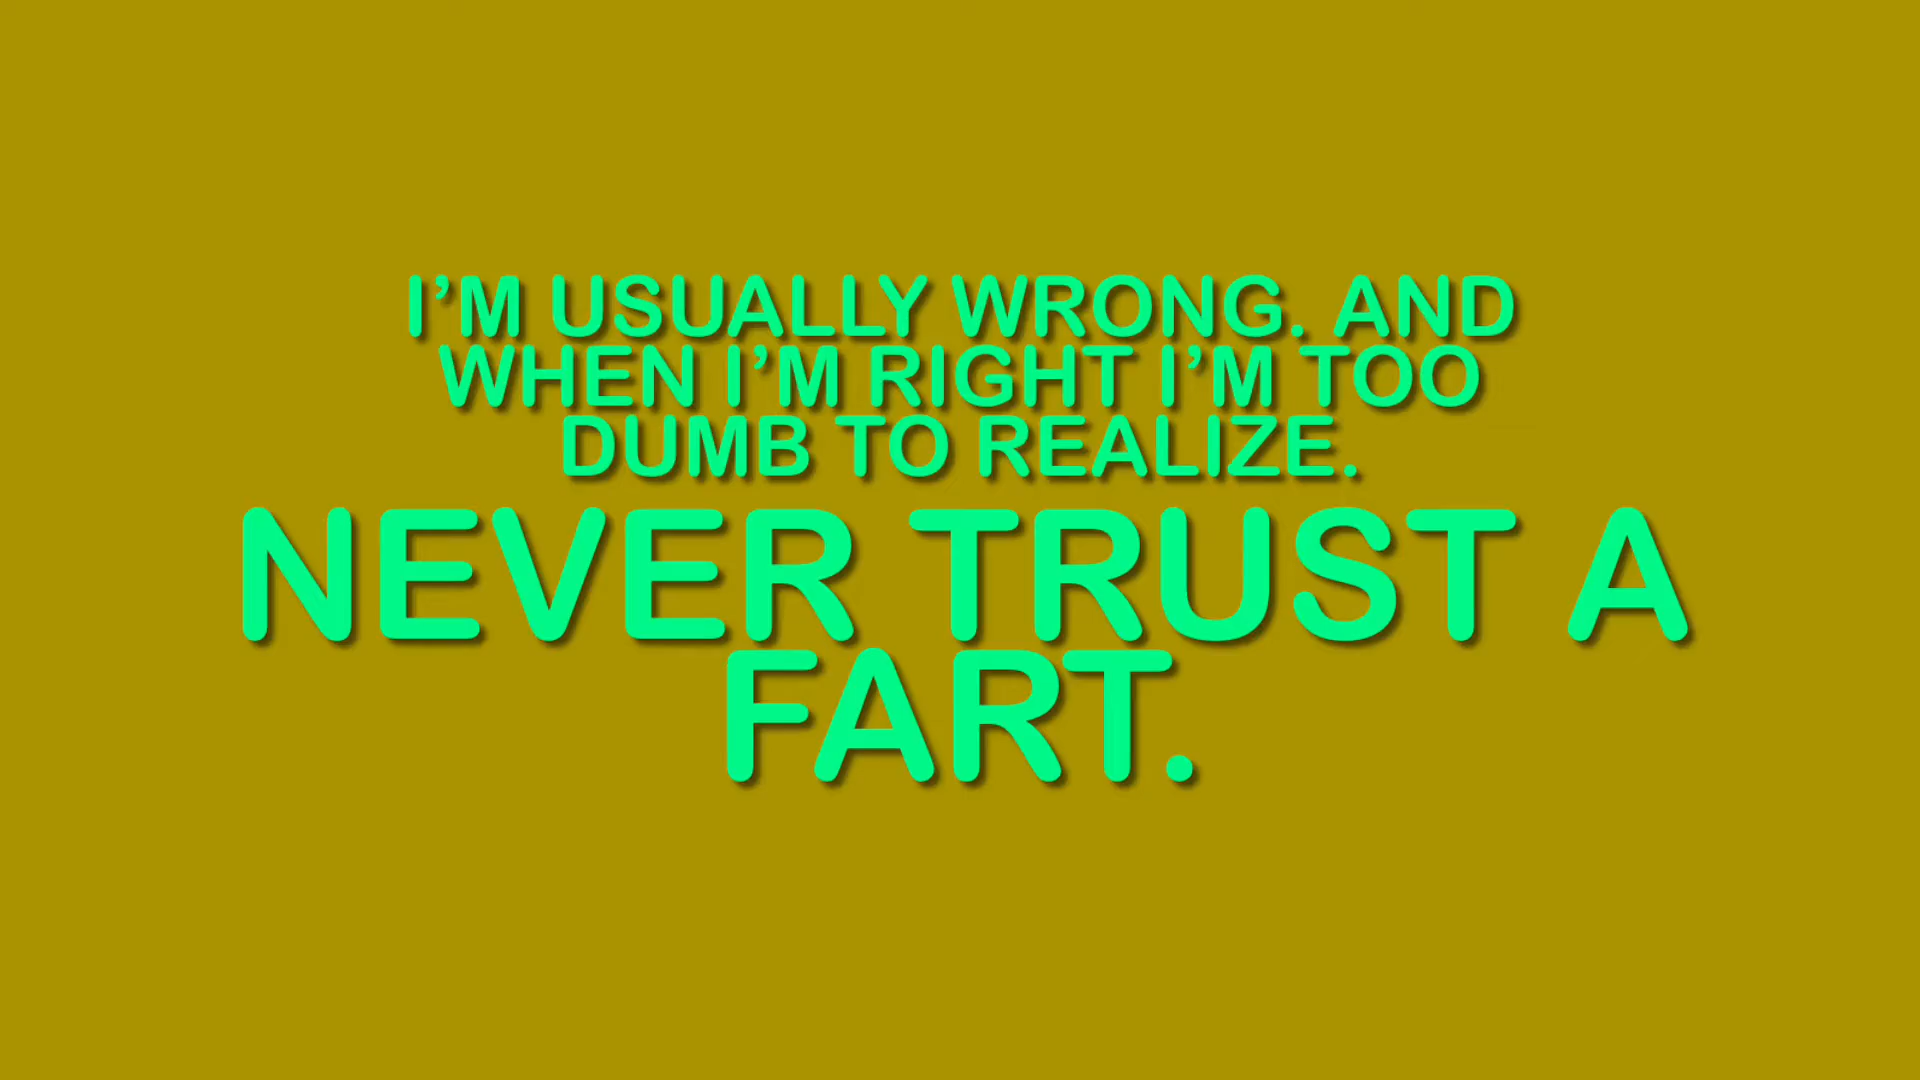 I’M USUALLY WRONG. AND
WHEN I’M RIGHT I’M TOO
DUMB TO REALIZE.
NEVER TRUST A
FART.